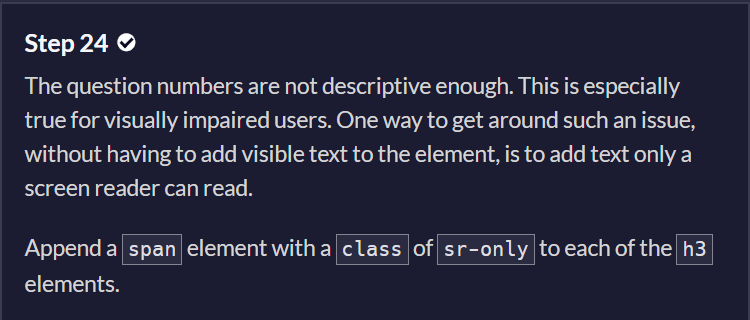 Step 24
The question numbers are not descriptive enough. This is especially
true for visually impaired users. One way to get around such an issue,
without having to add visible text to the element, is to add text only a
screen reader can read.
Append a span element with a class of sr-only to each of the h3
elements.